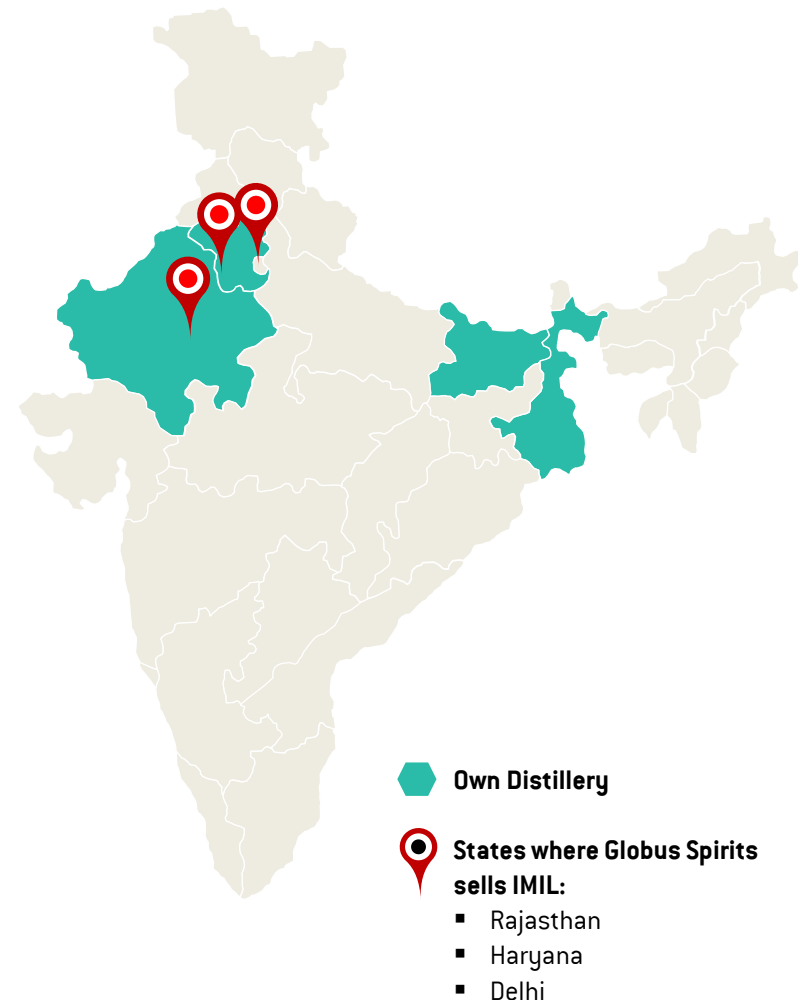 Own Distillery
States where Globus Spirits
sells IMIL:
▪ Rajasthan
▪ Haryana
▪ Delhi